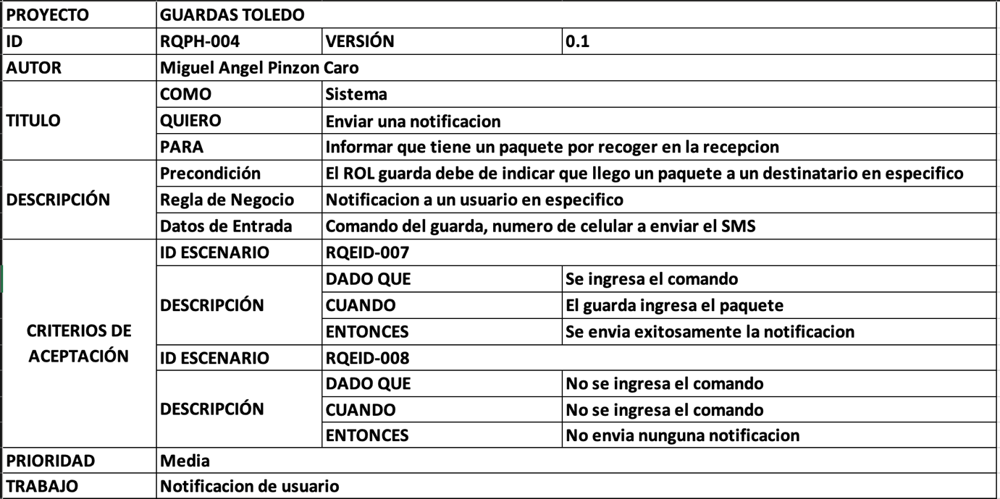 PROYECTO GUARDAS TOLEDO
ID RQPH-004 VERSIÓN 0.1
AUTOR Miguel Angel Pinzon Caro
TITULO
COMO Sistema
QUIERO Enviar una notificacion
PARA Informar que tiene un paquete por recoger en la recepcion
DESCRIPCIÓN
Precondición El ROL guarda debe de indicar que llego un paquete a un destinatario en especifico
Regla de Negocio Notificacion a un usuario en especifico
Datos de Entrada Comando del guarda, numero de celular a enviar el SMS
CRITERIOS DE
ACEPTACIÓN
ID ESCENARIO RQEID-007
DESCRIPCIÓN
DADO QUE Se ingresa el comando
CUANDO El guarda ingresa el paquete
ENTONCES Se envia exitosamente la notificacion
ID ESCENARIO RQEID-008
DESCRIPCIÓN
DADO QUE No se ingresa el comando
CUANDO No se ingresa el comando
ENTONCES No envia nunguna notificacion
PRIORIDAD Media
TRABAJO Notificacion de usuario